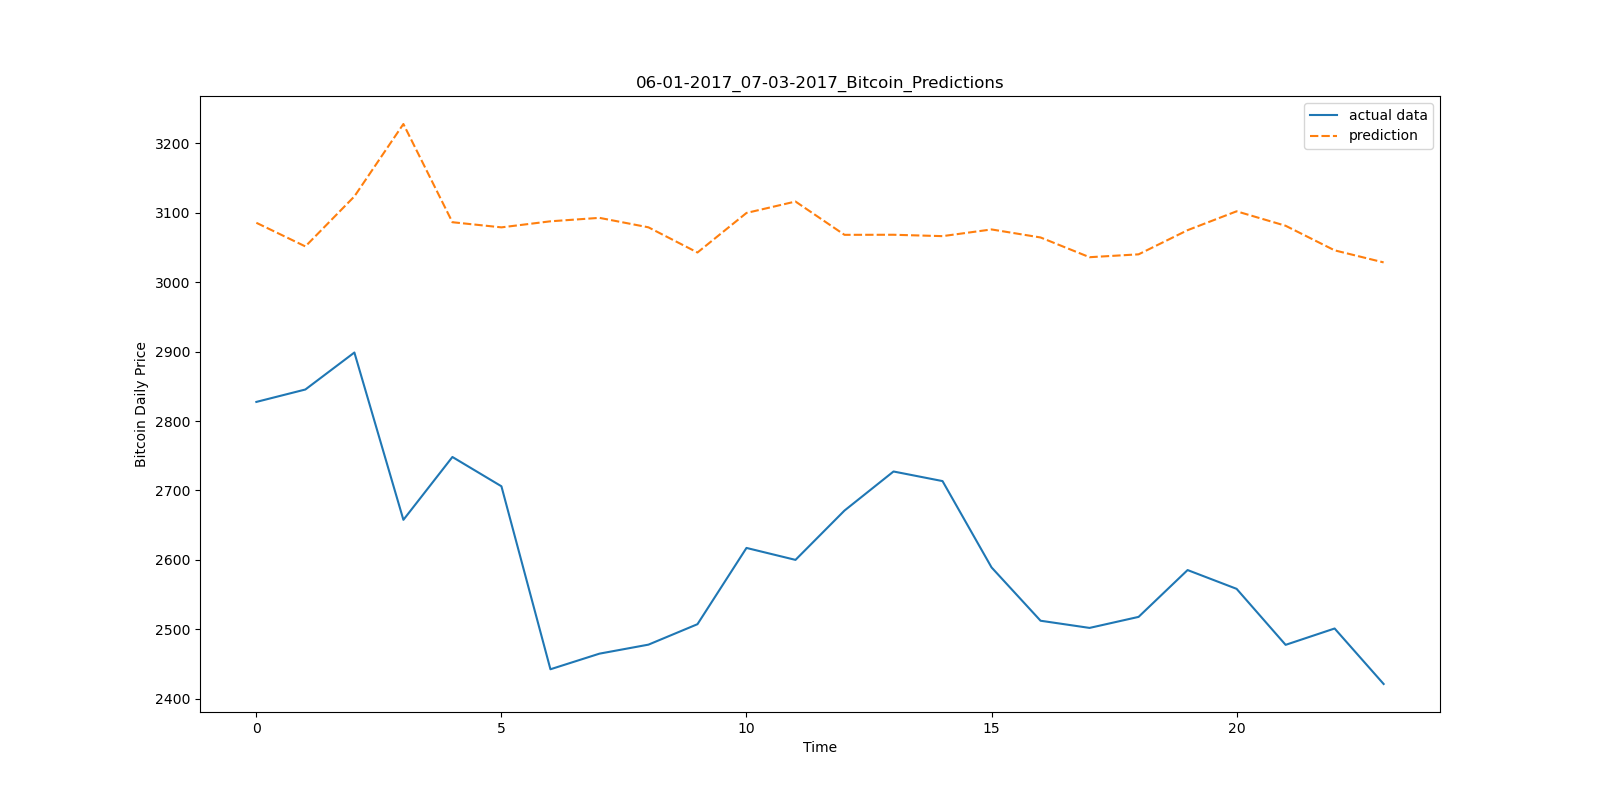 06-01-2017_07-03-2017_Bitcoin_Predictions
actual data
prediction
3200
3100
3000
2900
2800
2700
2600
2500
2400
Bitcoin Daily Price
0 5 10 15 20
Time